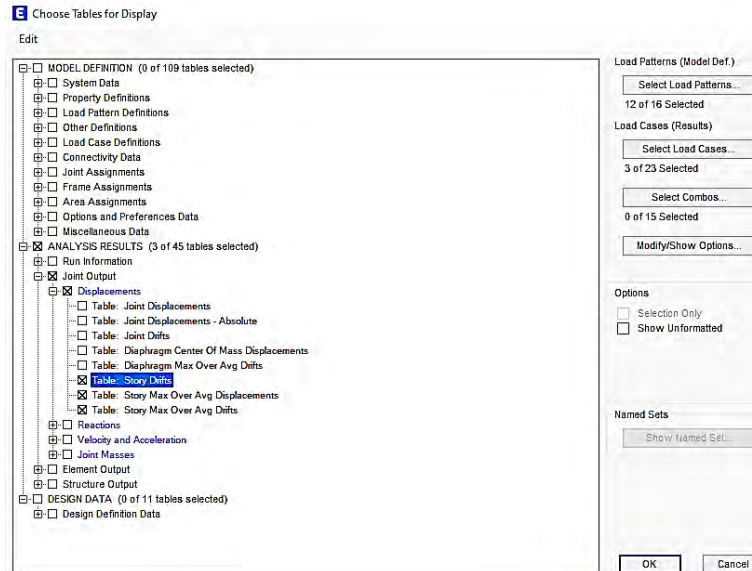 E Choose Tables for Display
Edit
MODEL DEFINITION (0 of 109 tables selected)
System Data
Property Definitions
Load Pattern Definitions
Other Definitions
Load Case Definitions
Connectivity Data
Joint Assignments
Frame Assignments
Area Assignments
Options and Preferences Data
Miscellaneous Data
ANALYSIS RESULTS (3 of 45 tables selected)
Run Information
Joint Output
Displacements
Table: Joint Displacements
Table: Joint Displacements - Absolute
Table: Joint Drifts
Table: Diaphragm Center Of Mass Displacements
Table: Diaphragm Max Over Avg Drifts
Table: Story Drifts
Table: Story Max Over Avg Displacements
Table: Story Max Over Avg Drifts
Reactions
Velocity and Acceleration
Joint Masses
Element Output
Structure Output
DESIGN DATA (0 of 11 tables selected)
Design Definition Data
Load Patterns (Model Def.)
Select Load Patterns...
12 of 16 Selected
Load Cases (Results)
Select Load Cases...
3 of 23 Selected
Select Combos...
0 of 15 Selected
Modify/Show Options...
Options
Selection Only
Show Unformatted
Named Sets
Show Named Set...
OK
Cancel